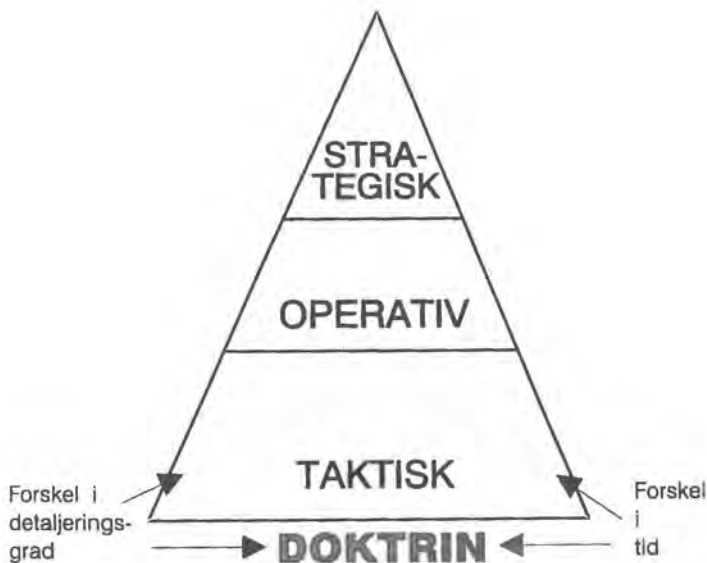 STRA-
TEGISK
OPERATIV
TAKTISK
Forskel i
detaljerings-
grad
Forskel
i
tid
DOKTRIN